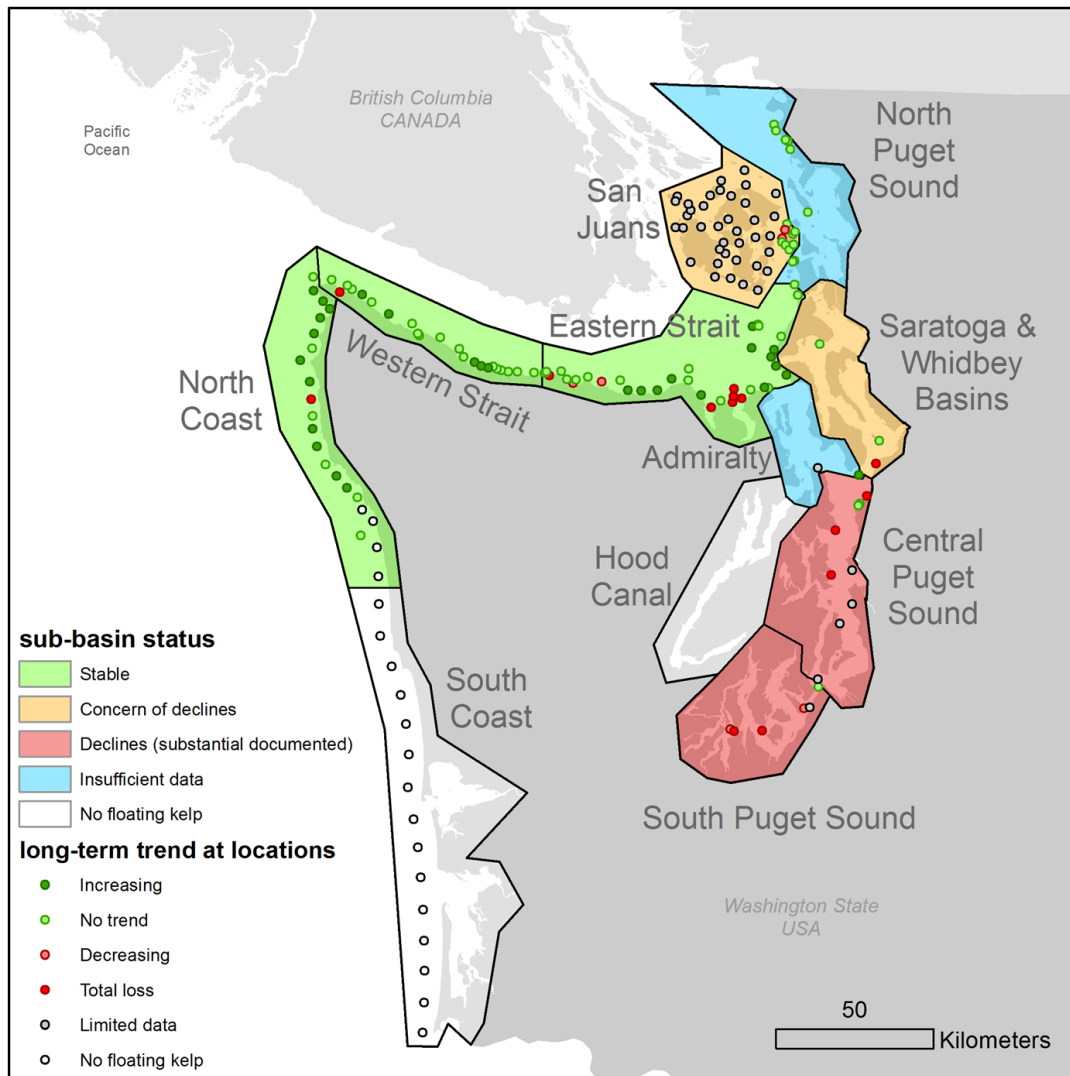 British Columbia
CANADA
Pacific
Ocean
North
Puget
Sound
San
Juans
Eastern Strait
Western Strait
North
Coast
Saratoga &
Whidbey
Basins
Admiralty
Hood
Canal
Central
Puget
Sound
South
Coast
South Puget Sound
Washington State
USA
sub-basin status
Stable
Concern of declines
Declines (substantial documented)
Insufficient data
No floating kelp
long-term trend at locations
Increasing
No trend
Decreasing
Total loss
Limited data
No floating kelp
50
Kilometers